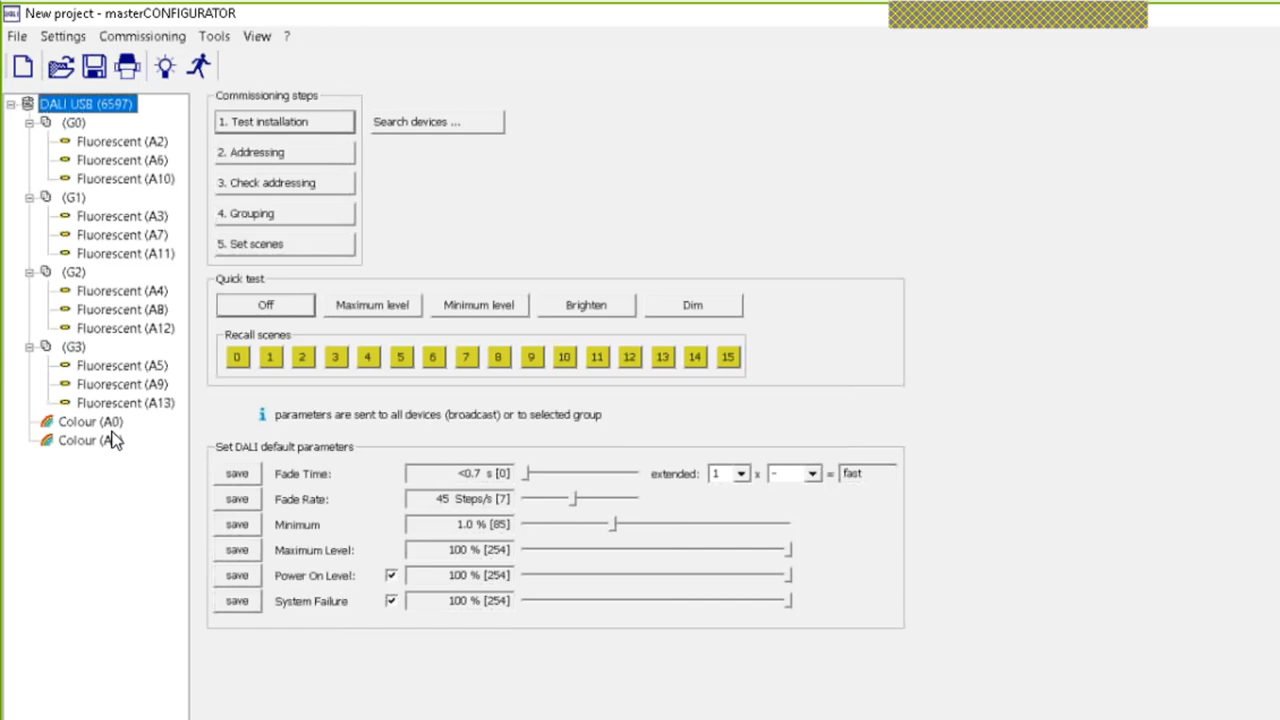 New project - masterCONFIGURATOR
File Settings Commissioning Tools View ?
DALI USB (6597)
(G0)
Fluorescent (A2)
Fluorescent (A6)
Fluorescent (A10)
(G1)
Fluorescent (A3)
Fluorescent (A7)
Fluorescent (A11)
(G2)
Fluorescent (A4)
Fluorescent (A8)
Fluorescent (A12)
(G3)
Fluorescent (A5)
Fluorescent (A9)
Fluorescent (A13)
Colour (A0)
Colour
Commissioning steps
1. Test installation Search devices ...
2. Addressing
3. Check addressing
4. Grouping
5. Set scenes
Quick test
Off Maximum level Minimum level Brighten Dim
Recall scenes
0 1 2 3 4 5 6 7 8 9 10 11 12 13 14 15
parameters are sent to all devices (broadcast) or to selected group
Set DALI default parameters
save Fade Time: <0.7 s [0] extended: 1 x - = fast
save Fade Rate: 45 Steps/s [7]
save Minimum 1.0 % [85]
save Maximum Level: 100 % [254]
save Power On Level: 100 % [254]
save System Failure 100 % [254]